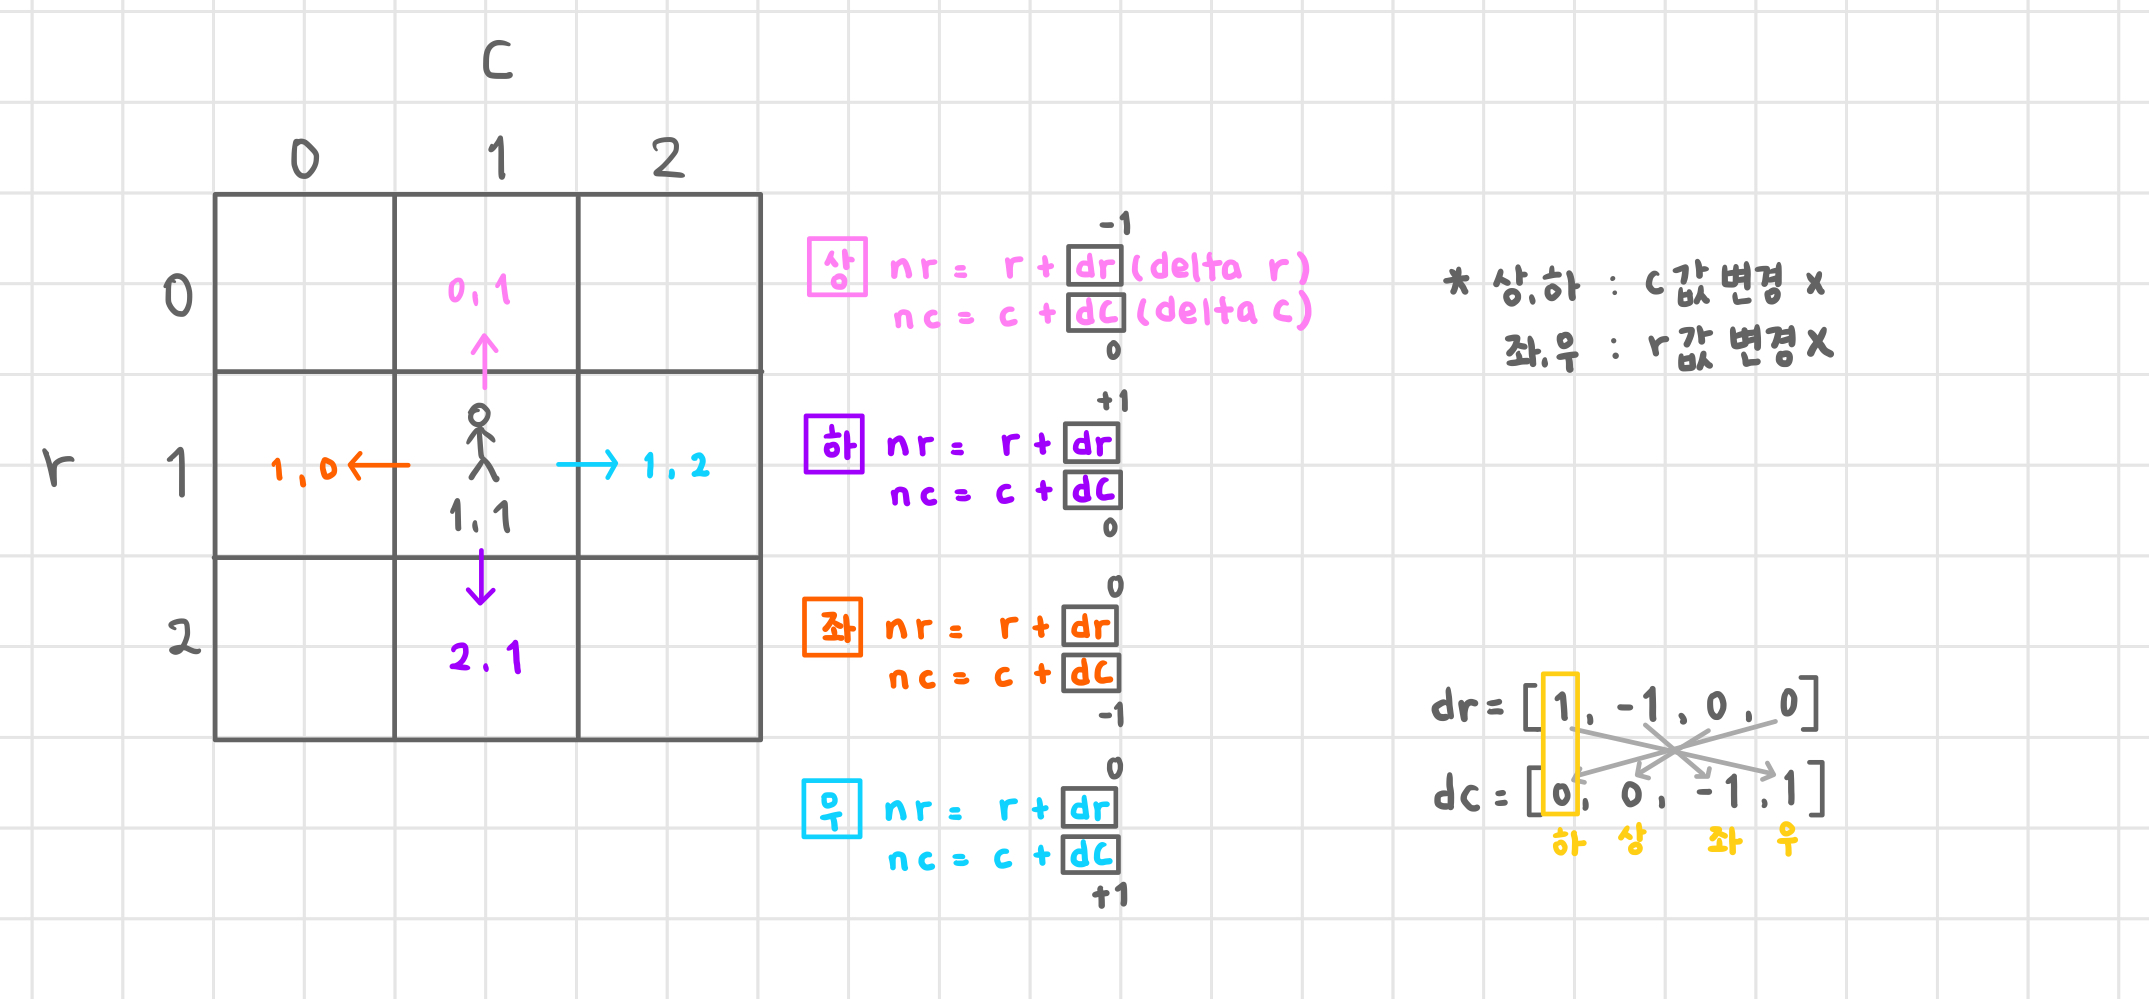 c
0 1 2
0
0,1
r
1
1,0
1,1
1,2
2
2.1
-1
상 nr = r + dr (delta r)
nc = c + dc (delta c)
0
+1
하 nr = r + dr
nc = c + dc
0
0
좌 nr = r + dr
nc = c + dc
-1
0
우 nr = r + dr
nc = c + dc
+1
* 상.하 : c값 변경 x
좌.우 : r값 변경 x
dr = [1, -1, 0, 0]
dc = [0, 0, -1, 1]
하 상 좌 우